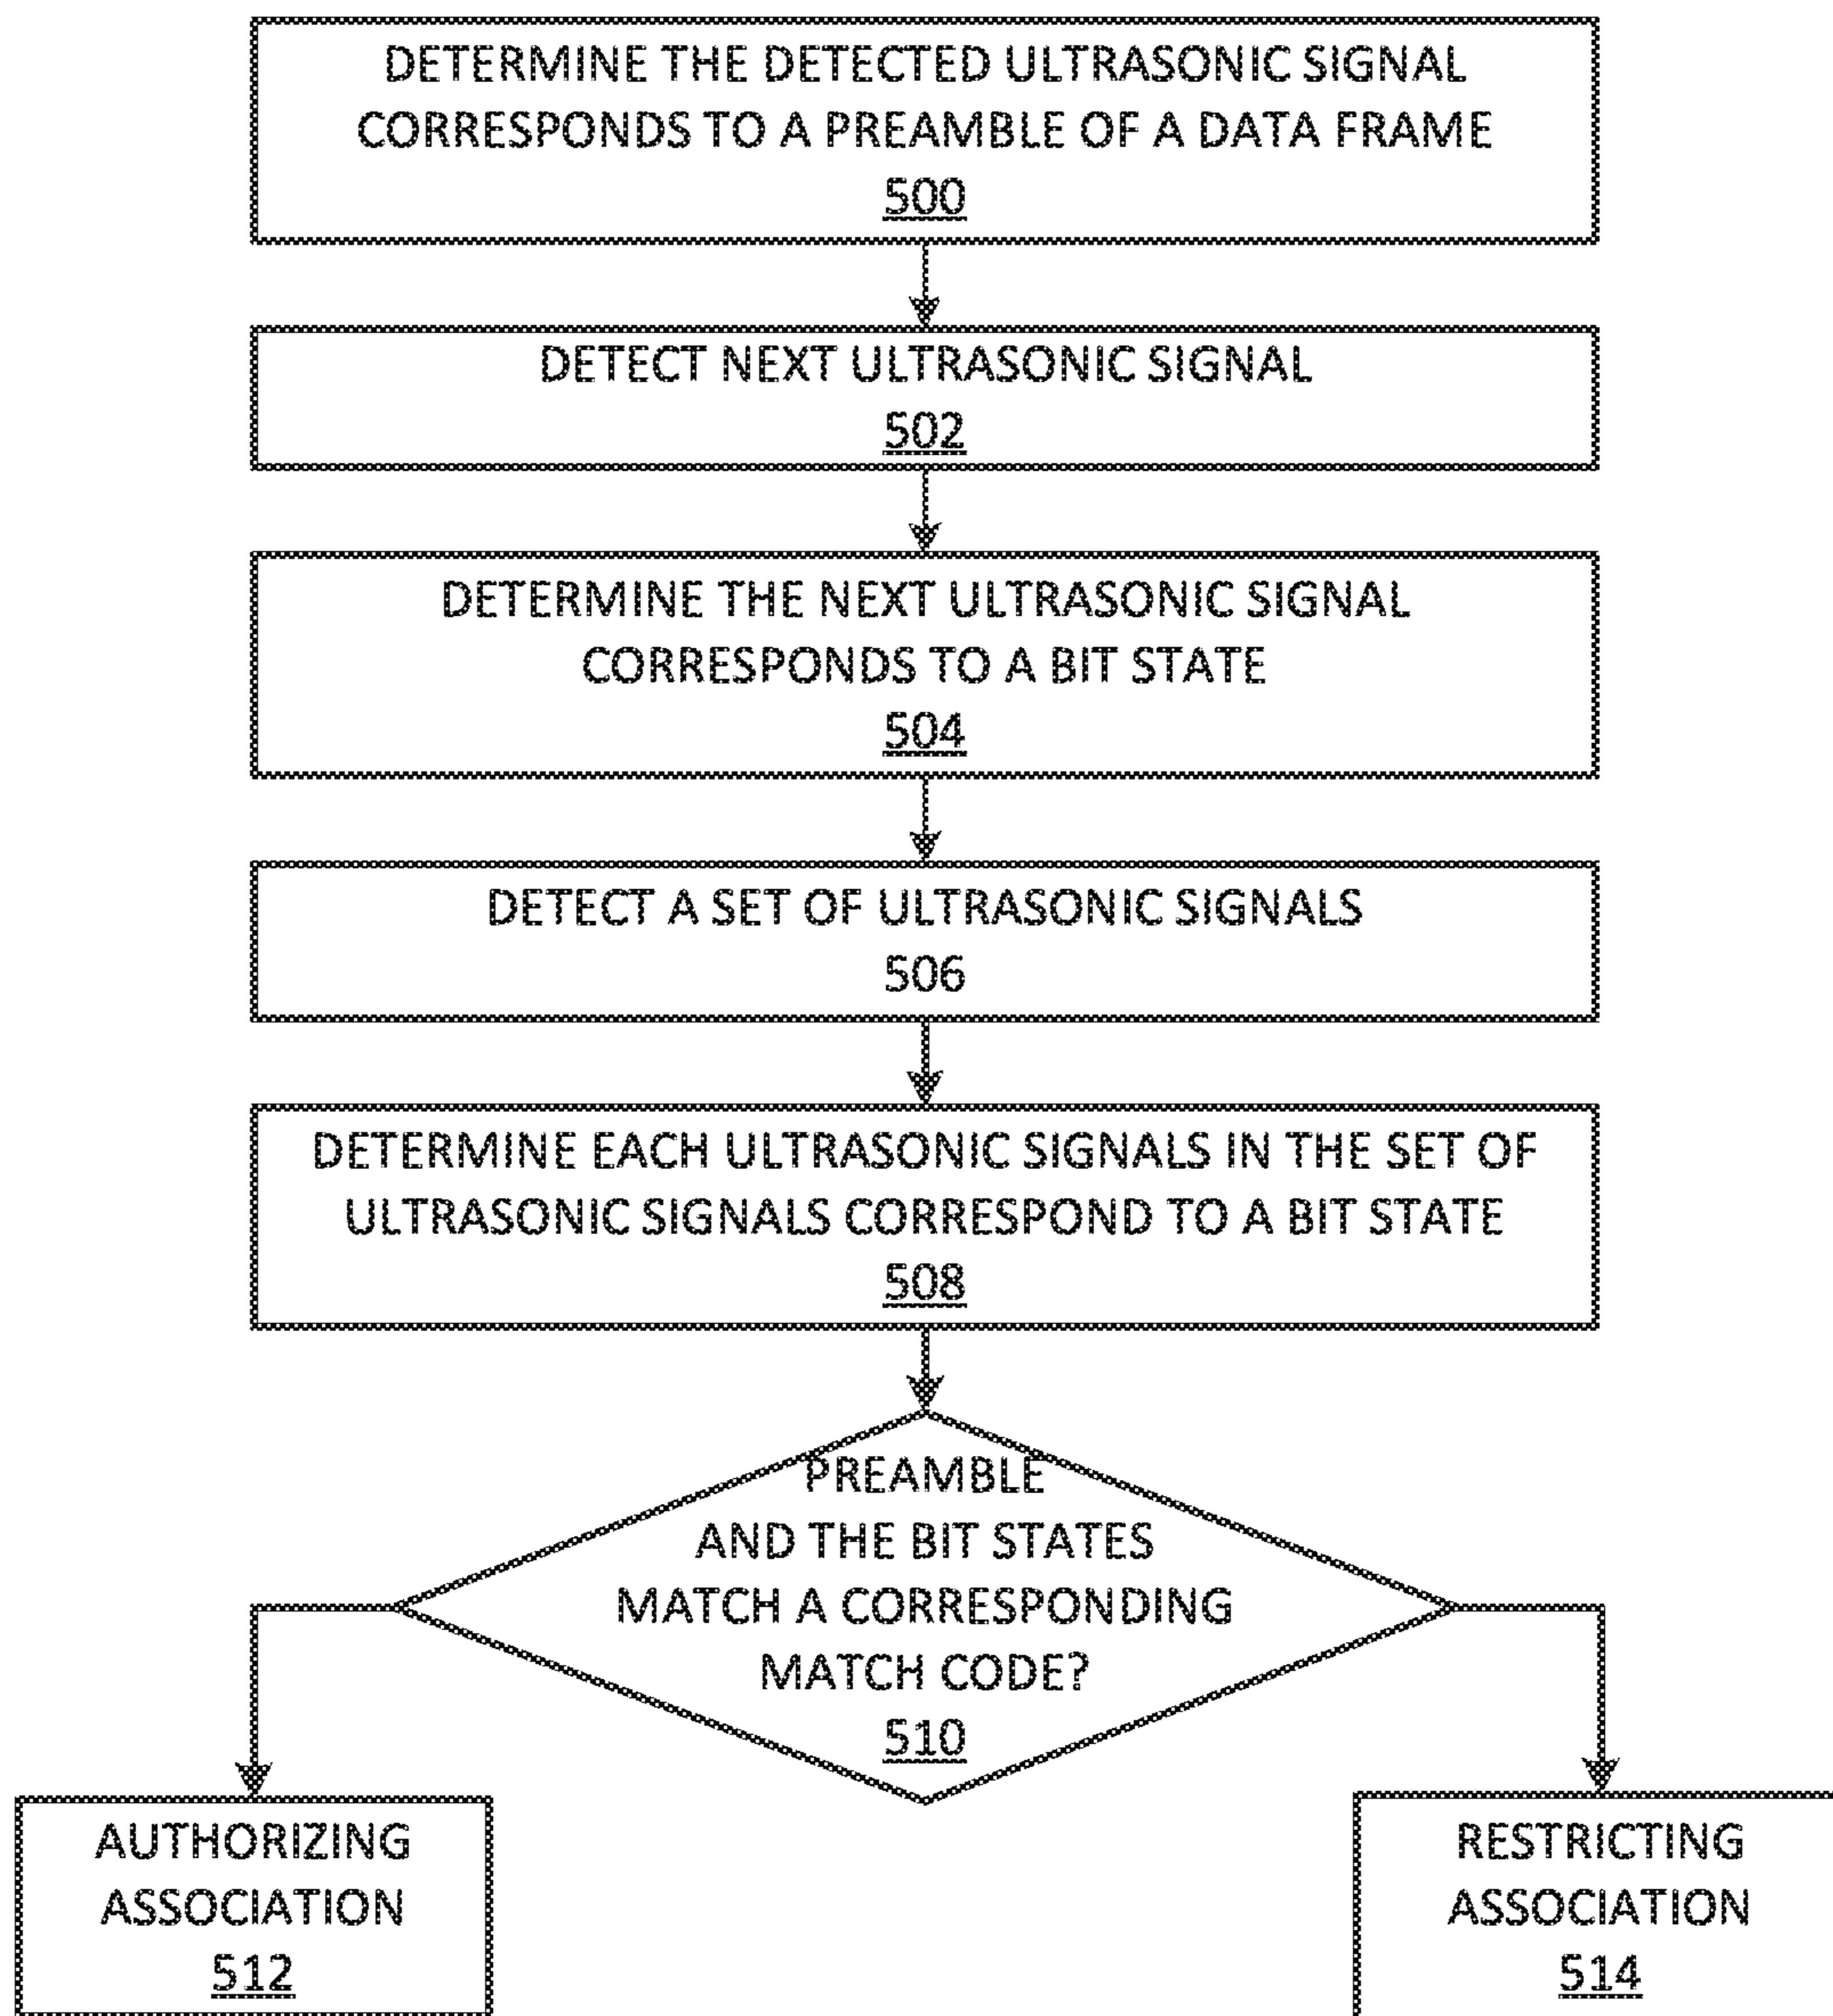 DETERMINE THE DETECTED ULTRASONIC SIGNAL
CORRESPONDS TO A PREAMBLE OF A DATA FRAME
500
DETECT NEXT ULTRASONIC SIGNAL
502
DETERMINE THE NEXT ULTRASONIC SIGNAL
CORRESPONDS TO A BIT STATE
504
DETECT A SET OF ULTRASONIC SIGNALS
506
DETERMINE EACH ULTRASONIC SIGNALS IN THE SET OF
ULTRASONIC SIGNALS CORRESPOND TO A BIT STATE
508
PREAMBLE
AND THE BIT STATES
MATCH A CORRESPONDING
MATCH CODE?
510
AUTHORIZING
ASSOCIATION
512
RESTRICTING
ASSOCIATION
514